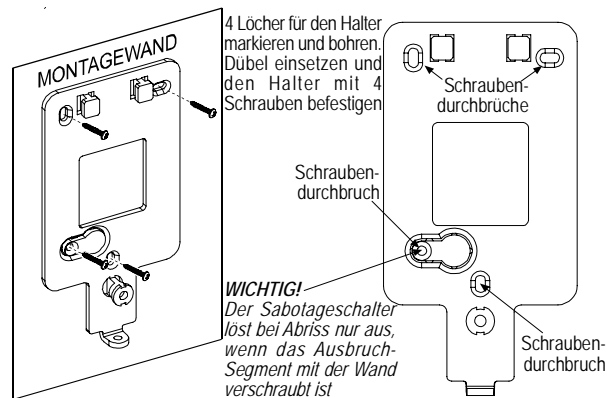 MONTAGEWAND
4 Löcher für den Halter
markieren und bohren.
Dübel einsetzen und
den Halter mit 4
Schrauben befestigen
Schrauben-
durchbrüche
Schrauben-
durchbruch
WICHTIG!
Der Sabotageschalter
löst bei Abriss nur aus,
wenn das Ausbruch-
Segment mit der Wand
verschraubt ist
Schrauben-
durchbruch